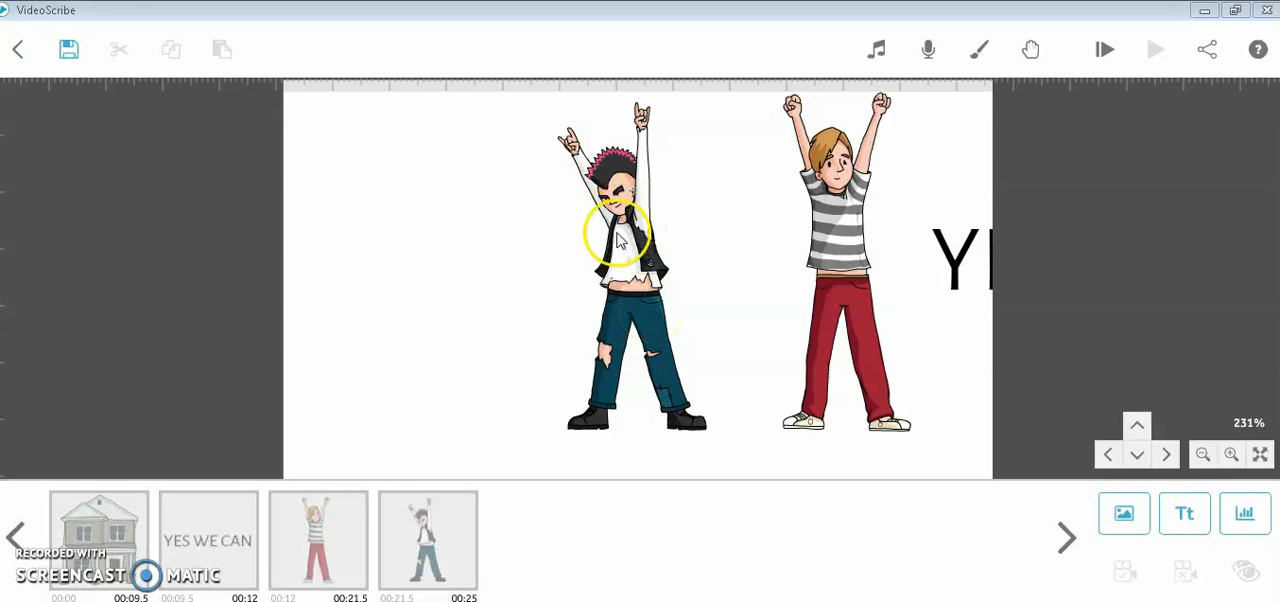 VideoScribe
YE
231%
Tt
YES WE CAN
RECORDED WITH
SCREENCAST MATIC
00:00 00:09.5 00:09.5 00:12 00:12 00:21.5 00:21.5 00:25